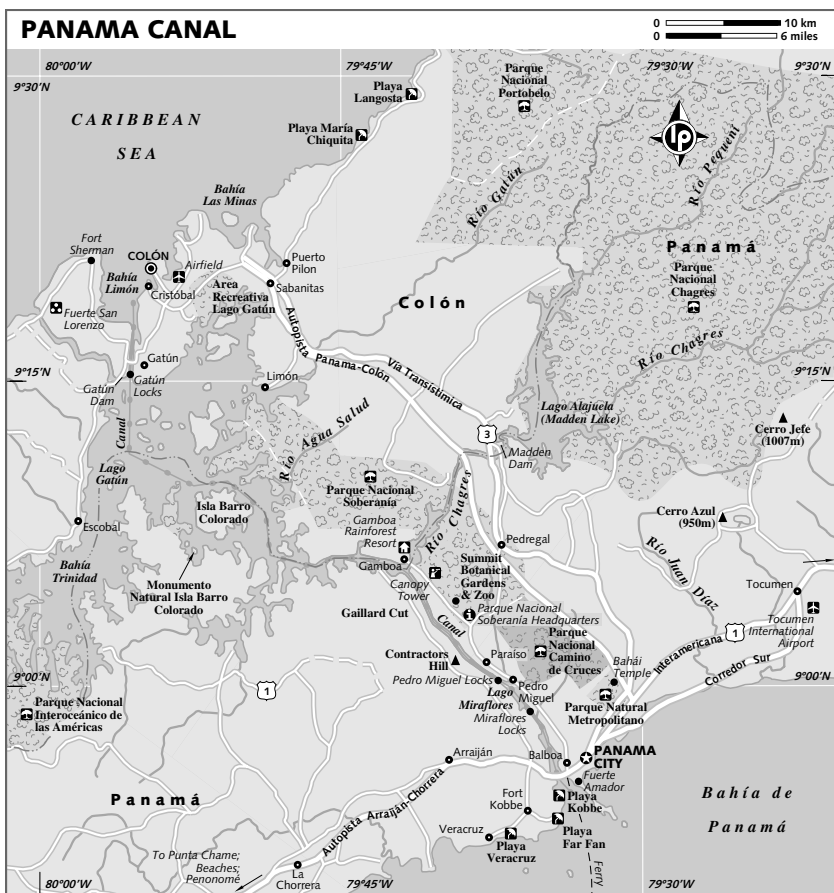 PANAMA CANAL
0 10 km
0 6 miles
80°00'W
79°45'W
79°30'W
9°30'N
9°30'N
CARIBBEAN
SEA
Playa
Langosta
Playa María
Chiquita
Parque
Nacional
Portobelo
lp
Río Pequení
Río Gatún
Bahía
Las Minas
Fort
Sherman
COLÓN
Airfield
Puerto
Pilon
Panamá
Parque
Nacional
Chagres
Bahía
Limón
Cristóbal
Area
Recreativa
Lago Gatún
Sabanitas
Colón
Fuerte San
Lorenzo
Autopista Panama-Colón
Vía Transístmica
Río Chagres
Gatún
Gatún
Locks
Gatún
Dam
Limón
9°15'N
9°15'N
Canal
Río Agua Salud
3
Lago Alajuela
(Madden Lake)
Cerro Jefe
(1007m)
Madden
Dam
Lago
Gatún
Parque Nacional
Soberanía
Isla Barro
Colorado
Escobal
Río Chagres
Cerro Azul
(950m)
Gamboa
Rainforest
Resort
Pedregal
Río Juan Díaz
Bahía
Trinidad
Gamboa
Summit
Botanical
Gardens
& Zoo
Monumento
Natural Isla Barro
Colorado
Canopy
Tower
Tocumen
Gaillard Cut
Canal
Parque Nacional
Soberanía Headquarters
Tocumen
International
Airport
Parque
Nacional
Camino
de Cruces
Interamericana
1
Contractors
Hill
Paraíso
Bahái
Temple
Corredor Sur
9°00'N
9°00'N
Pedro Miguel Locks
Pedro
Miguel
1
Lago
Miraflores
Miraflores
Locks
Parque Natural
Metropolitano
Parque Nacional
Interoceánico de
las Américas
Arraiján
Balboa
PANAMA
CITY
Fuerte
Amador
Panamá
Autopista Arraiján-Chorrera
Fort
Kobbe
Playa
Kobbe
Bahía de
Panamá
Veracruz
Playa
Veracruz
Playa
Far Fan
Ferry
To Punta Chame;
Beaches;
Penonomé
La
Chorrera
80°00'W
79°45'W
79°30'W